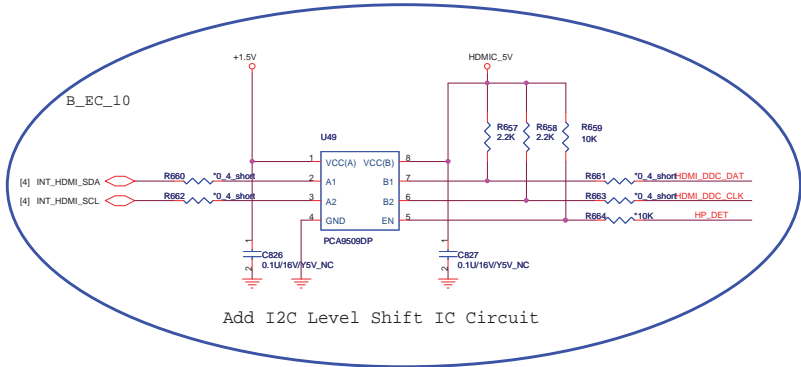 +1.5V
HDMIC_5V
B_EC_10
R657
2.2K
R658
2.2K
R659
10K
U49
1 VCC(A) VCC(B) 8
[4] INT_HDMI_SDA R660 *0_4_short 2 A1 B1 7 R661 *0_4_short HDMI_DDC_DAT
[4] INT_HDMI_SCL R662 *0_4_short 3 A2 B2 6 R663 *0_4_short HDMI_DDC_CLK
4 GND EN 5 R664 *10K HP_DET
PCA9509DP
1
C826
2
0.1U/16V/Y5V_NC
1
C827
2
0.1U/16V/Y5V_NC
Add I2C Level Shift IC Circuit